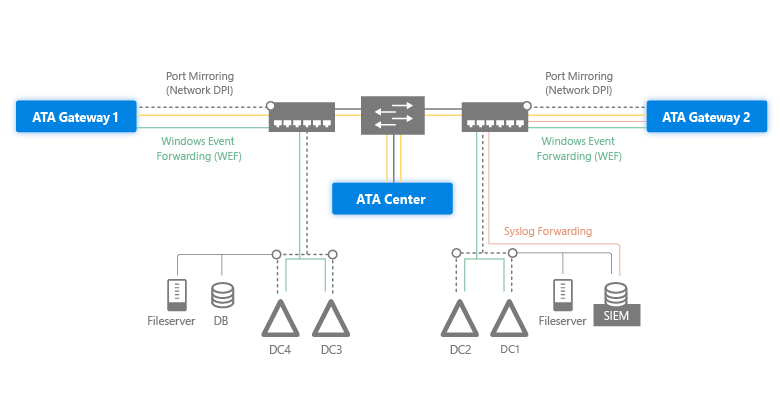 Port Mirroring
(Network DPI)
Port Mirroring
(Network DPI)
ATA Gateway 1
ATA Gateway 2
Windows Event
Forwarding (WEF)
Windows Event
Forwarding (WEF)
ATA Center
Syslog Forwarding
Fileserver
DB
DC4
DC3
DC2
DC1
Fileserver
SIEM